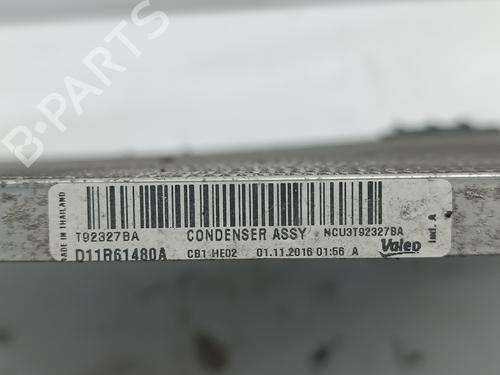 B-PARTS
MADE IN THAILAND
T92327BA CONDENSER ASSY NCU3T92327BA
D11R61480A CB1-HE02 01.11.2016 01:56 A Valeo
Ind. A